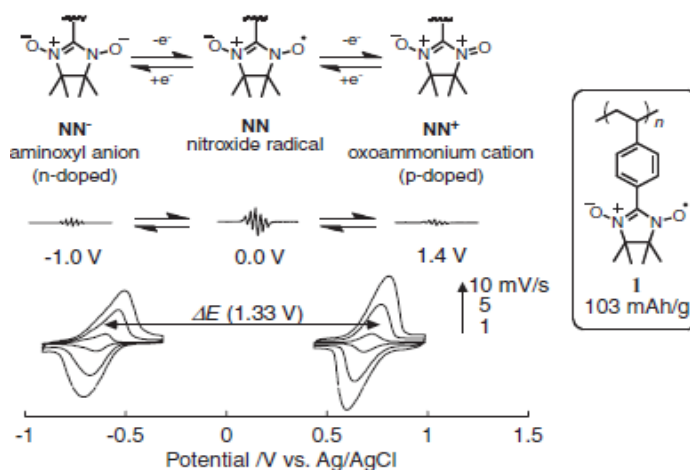 -e⁻ -e⁻
⁻O N⁺ N O⁻ ⁻O N⁺ N O• ⁻O N⁺ N⁺ O
+e⁻ +e⁻
NN⁻ NN NN⁺
aminoxyl anion nitroxide radical oxoammonium cation
(n-doped) (p-doped)
-1.0 V 0.0 V 1.4 V
10 mV/s
ΔE (1.33 V) 5
1
-1 -0.5 0 0.5 1 1.5
Potential /V vs. Ag/AgCl
n
⁻O N⁺ N O•
1
103 mAh/g